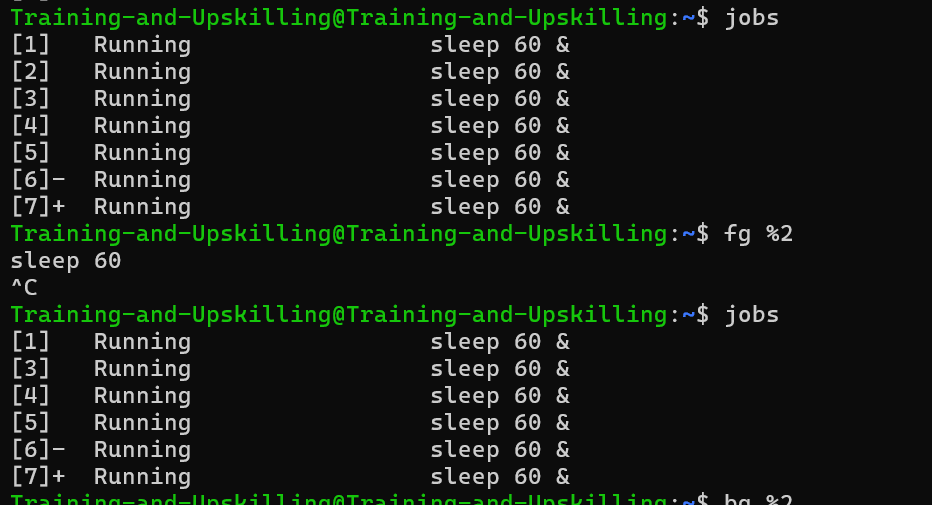 Training-and-Upskilling@Training-and-Upskilling:~$ jobs
[1]   Running                 sleep 60 &
[2]   Running                 sleep 60 &
[3]   Running                 sleep 60 &
[4]   Running                 sleep 60 &
[5]   Running                 sleep 60 &
[6]-  Running                 sleep 60 &
[7]+  Running                 sleep 60 &
Training-and-Upskilling@Training-and-Upskilling:~$ fg %2
sleep 60
^C
Training-and-Upskilling@Training-and-Upskilling:~$ jobs
[1]   Running                 sleep 60 &
[3]   Running                 sleep 60 &
[4]   Running                 sleep 60 &
[5]   Running                 sleep 60 &
[6]-  Running                 sleep 60 &
[7]+  Running                 sleep 60 &
Training-and-Upskilling@Training-and-Upskilling:~$ bg %2